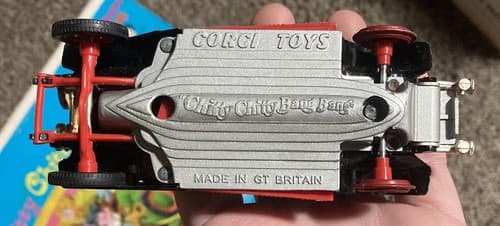 CORGI TOYS
"Chitty Chitty Bang Bang"
MADE IN GT BRITAIN